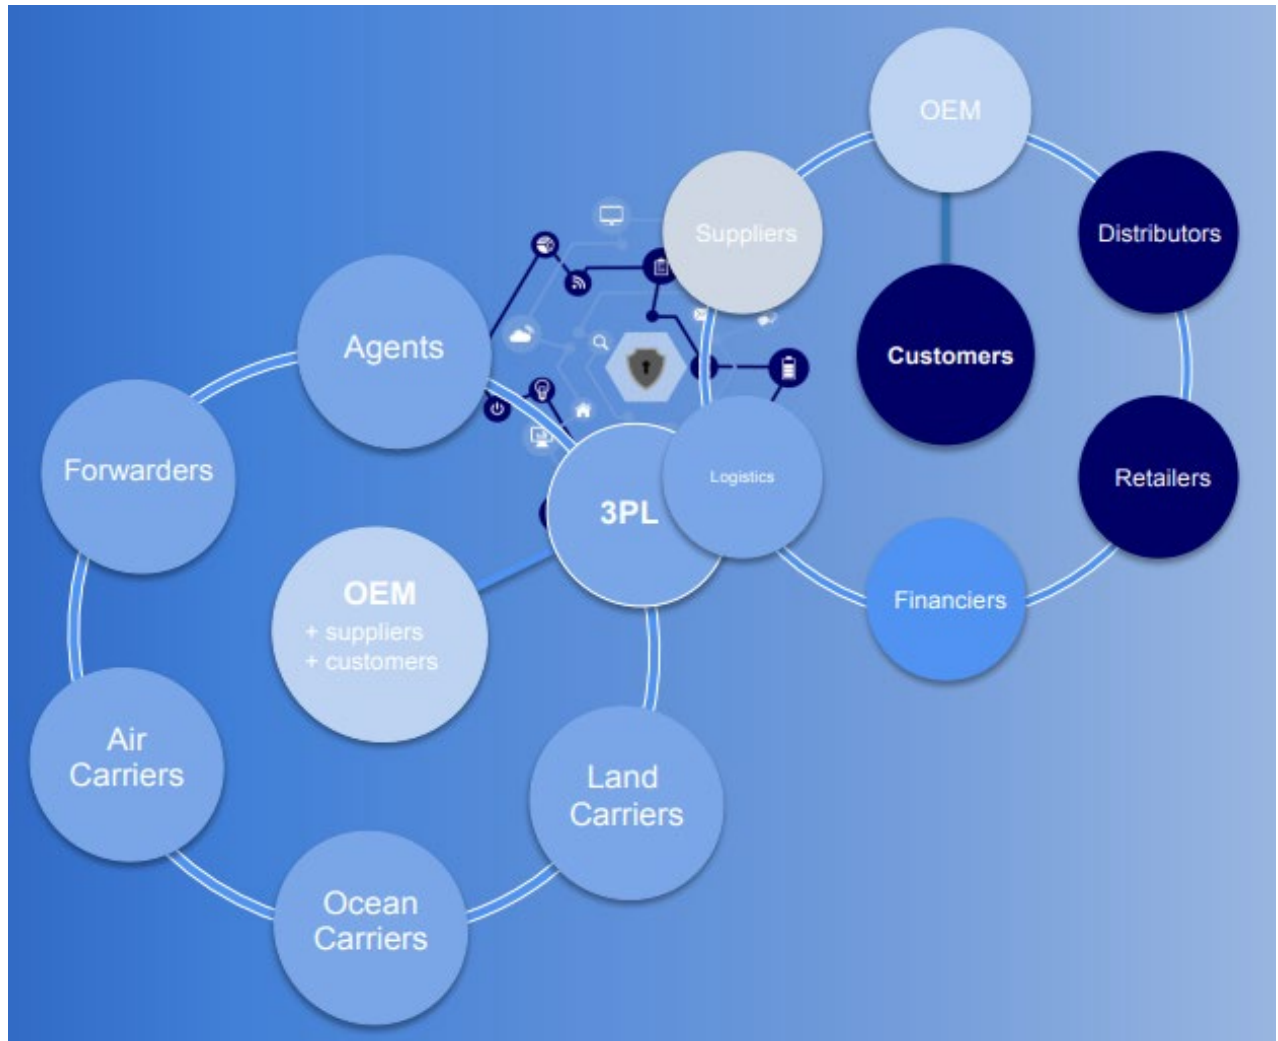 OEM
Suppliers
Distributors
Customers
Agents
Forwarders
3PL
Logistics
Retailers
OEM
+ suppliers
+ customers
Financiers
Air
Carriers
Land
Carriers
Ocean
Carriers